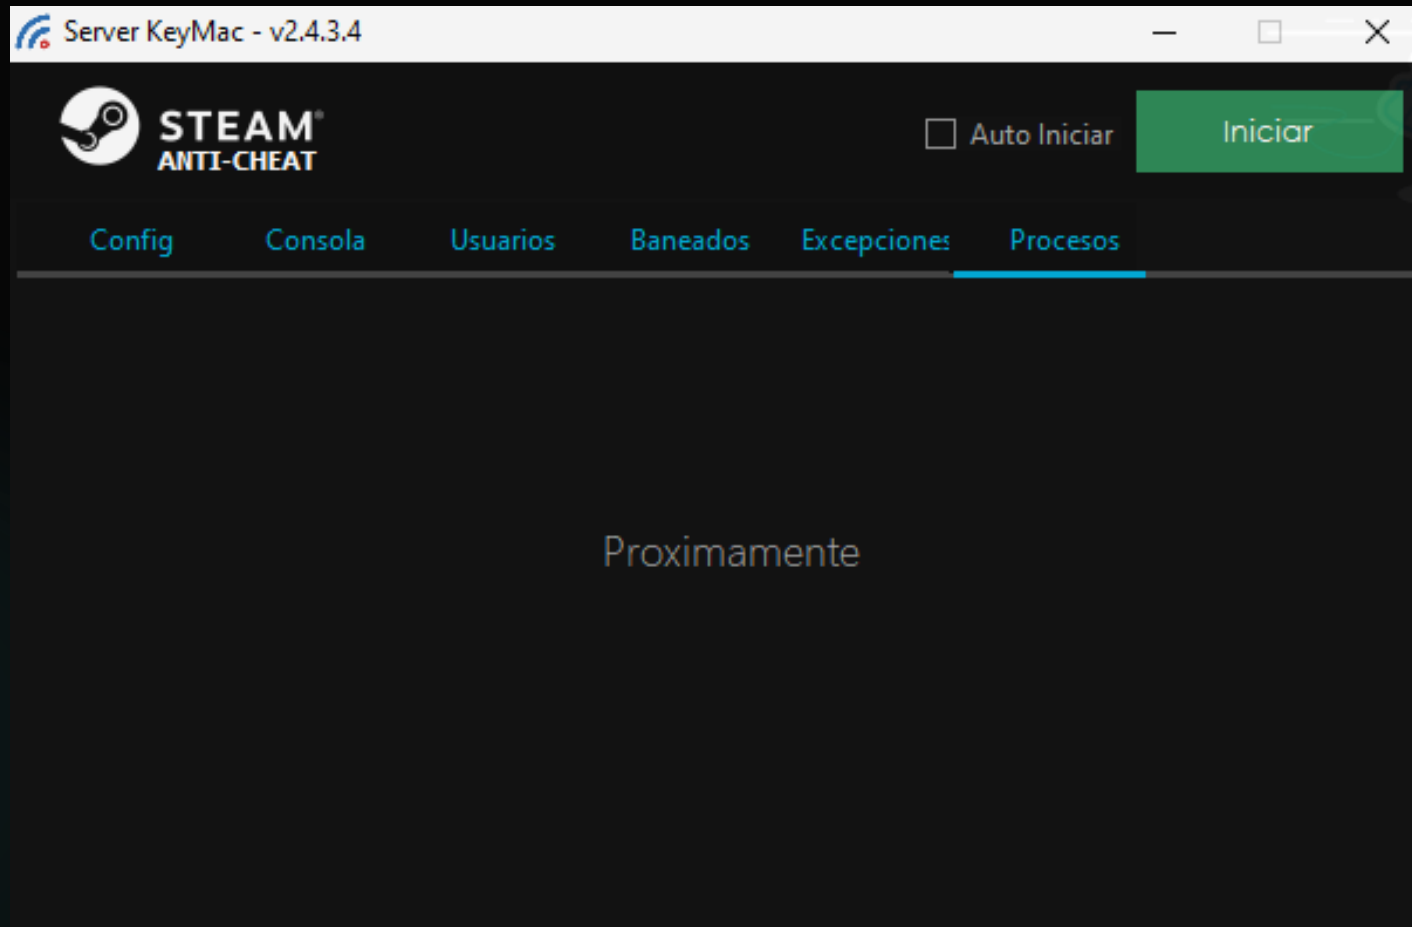 Server KeyMac - v2.4.3.4
STEAM®
ANTI-CHEAT
Auto Iniciar
Iniciar
Config Consola Usuarios Baneados Excepciones Procesos
Proximamente